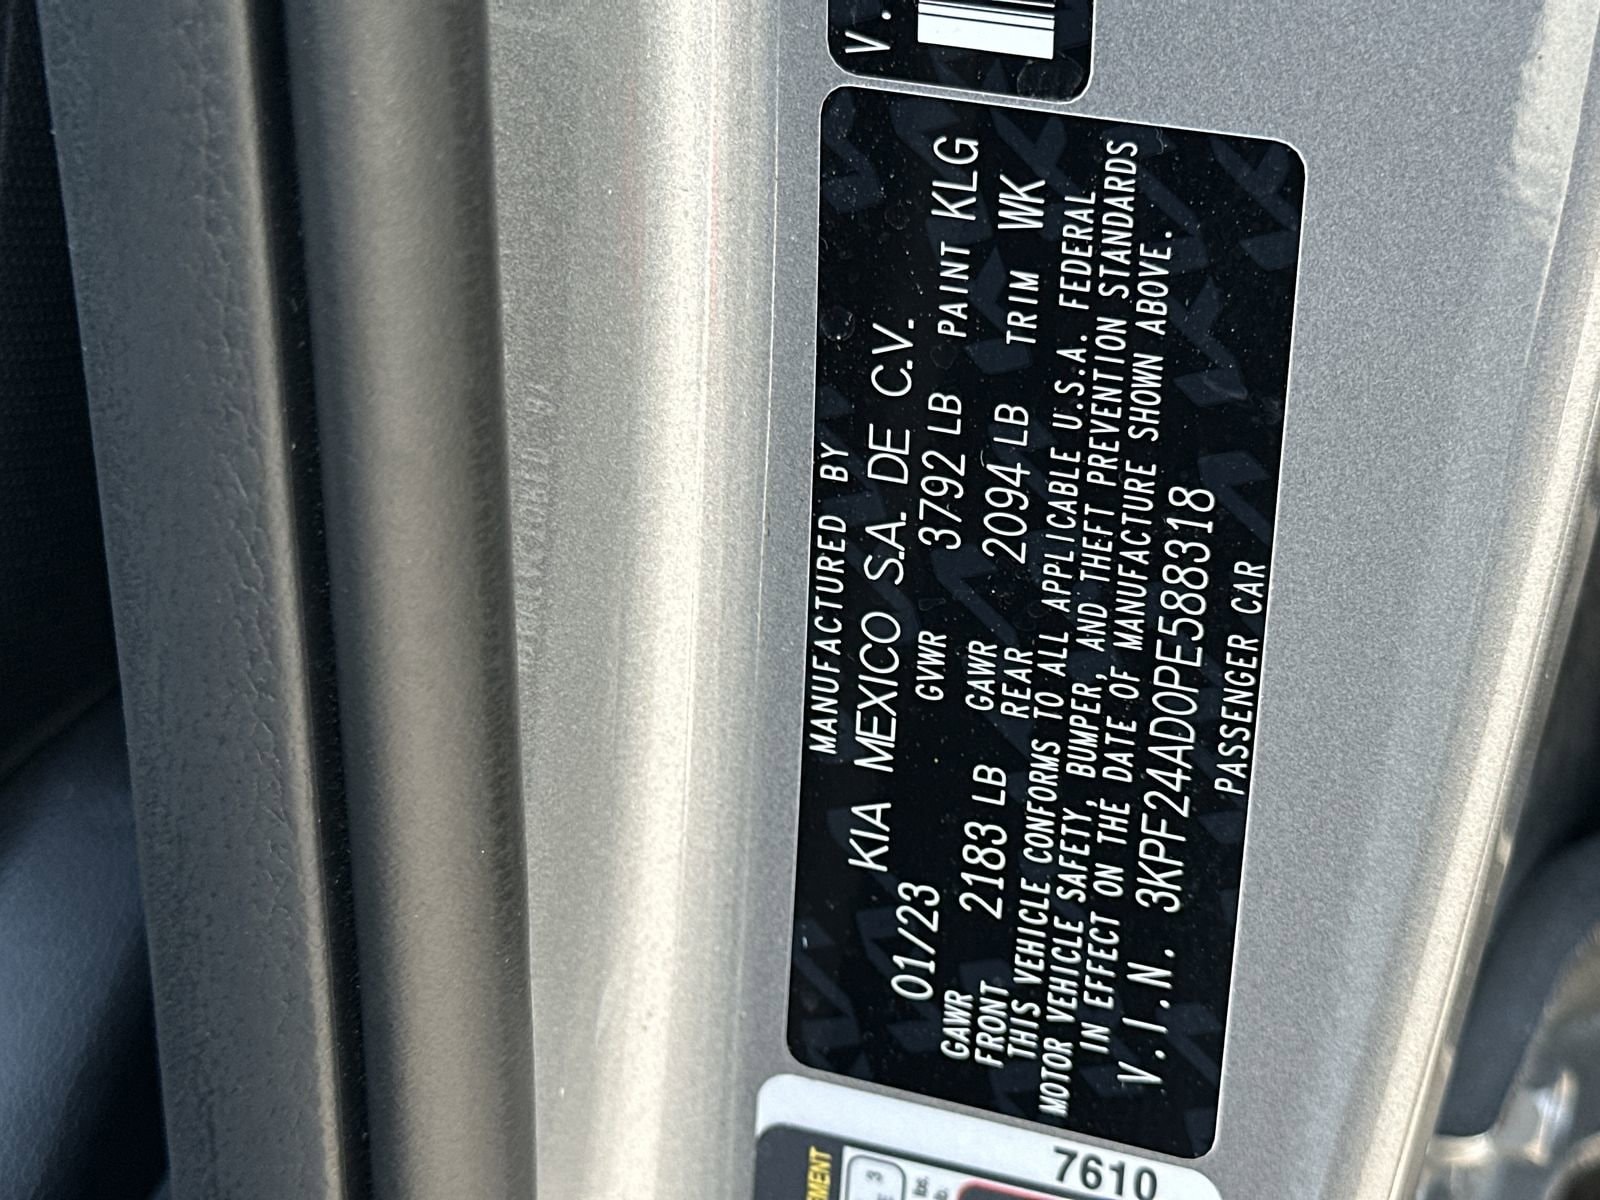 V.
MANUFACTURED BY
KIA MEXICO S.A. DE C.V.
01/23 GVWR 3792 LB PAINT KLG
GAWR FRONT 2183 LB GAWR REAR 2094 LB TRIM WK
THIS VEHICLE CONFORMS TO ALL APPLICABLE U.S.A. FEDERAL
MOTOR VEHICLE SAFETY, BUMPER, AND THEFT PREVENTION STANDARDS
IN EFFECT ON THE DATE OF MANUFACTURE SHOWN ABOVE.
V.I.N. 3KPF24AD0PE588318
PASSENGER CAR
7610
3